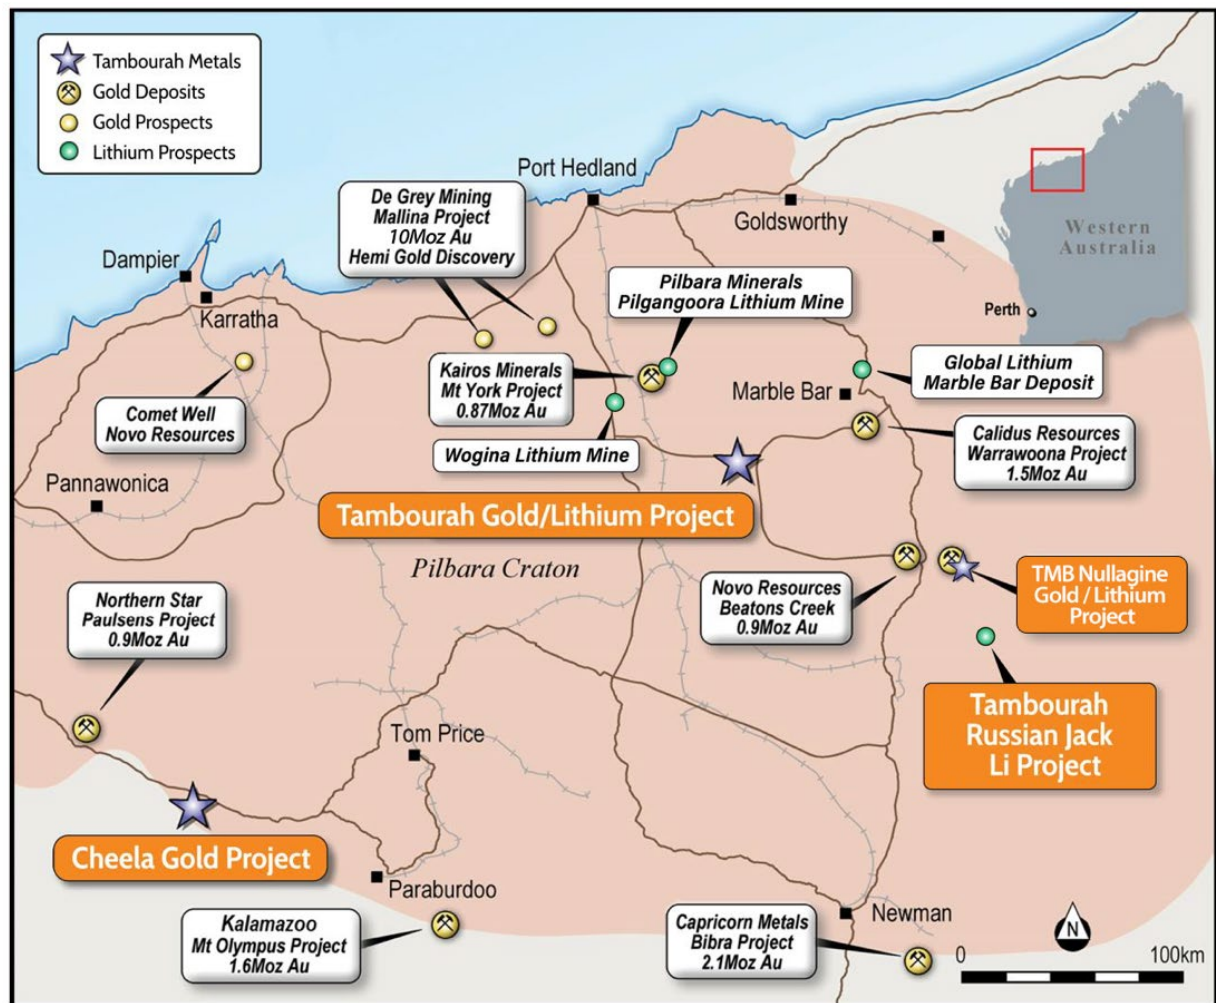 Tambourah Metals
Gold Deposits
Gold Prospects
Lithium Prospects
Port Hedland
De Grey Mining
Mallina Project
10Moz Au
Hemi Gold Discovery
Goldsworthy
Western
Australia
Perth
Dampier
Karratha
Pilbara Minerals
Pilgangoora Lithium Mine
Kairos Minerals
Mt York Project
0.87Moz Au
Global Lithium
Marble Bar Deposit
Marble Bar
Comet Well
Novo Resources
Wogina Lithium Mine
Calidus Resources
Warrawoona Project
1.5Moz Au
Pannawonica
Tambourah Gold/Lithium Project
Pilbara Craton
Novo Resources
Beatons Creek
0.9Moz Au
TMB Nullagine
Gold / Lithium
Project
Northern Star
Paulsens Project
0.9Moz Au
Tambourah
Russian Jack
Li Project
Tom Price
Cheela Gold Project
Paraburdoo
Kalamazoo
Mt Olympus Project
1.6Moz Au
Capricorn Metals
Bibra Project
2.1Moz Au
Newman
N
0 100km